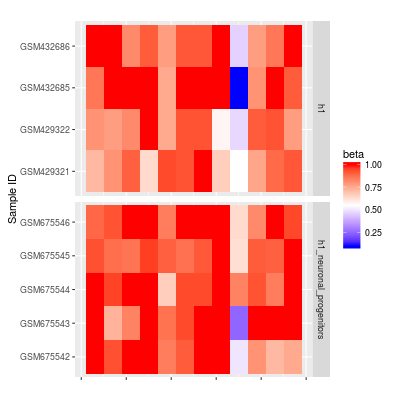 GSM432686
GSM432685
GSM429322
GSM429321
h1
GSM675546
GSM675545
GSM675544
GSM675543
GSM675542
h1_neuronal_progenitors
Sample ID
beta
1.00
0.75
0.50
0.25